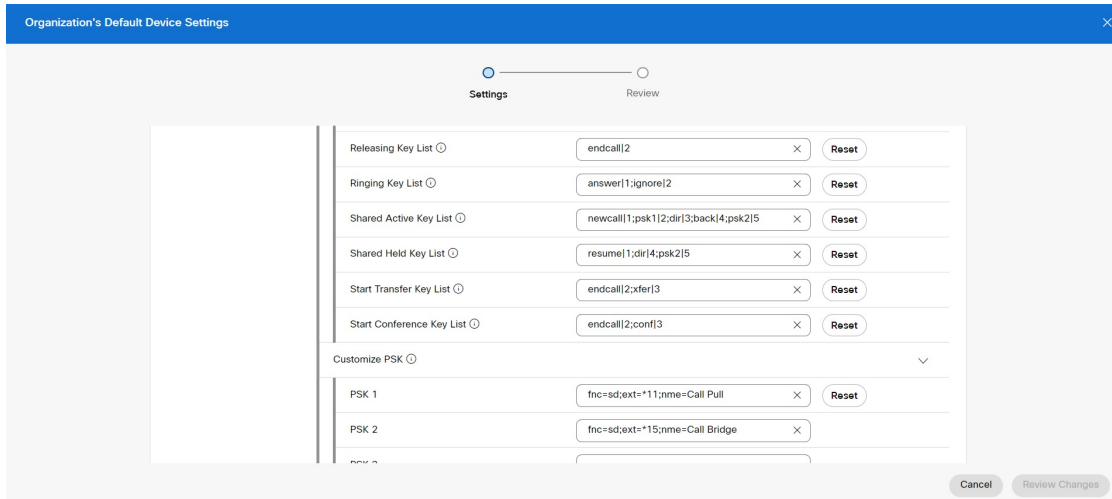 Organization's Default Device Settings
Settings
Review
Releasing Key List
endcall|2
Reset
Ringing Key List
answer|1;ignore|2
Reset
Shared Active Key List
newcall|1;psk1|2;dir|3;back|4;psk2|5
Reset
Shared Held Key List
resume|1;dir|4;psk2|5
Reset
Start Transfer Key List
endcall|2;xfer|3
Reset
Start Conference Key List
endcall|2;conf|3
Reset
Customize PSK
PSK 1
fnc=sd;ext=*11;nme=Call Pull
Reset
PSK 2
fnc=sd;ext=*15;nme=Call Bridge
Cancel
Review Changes